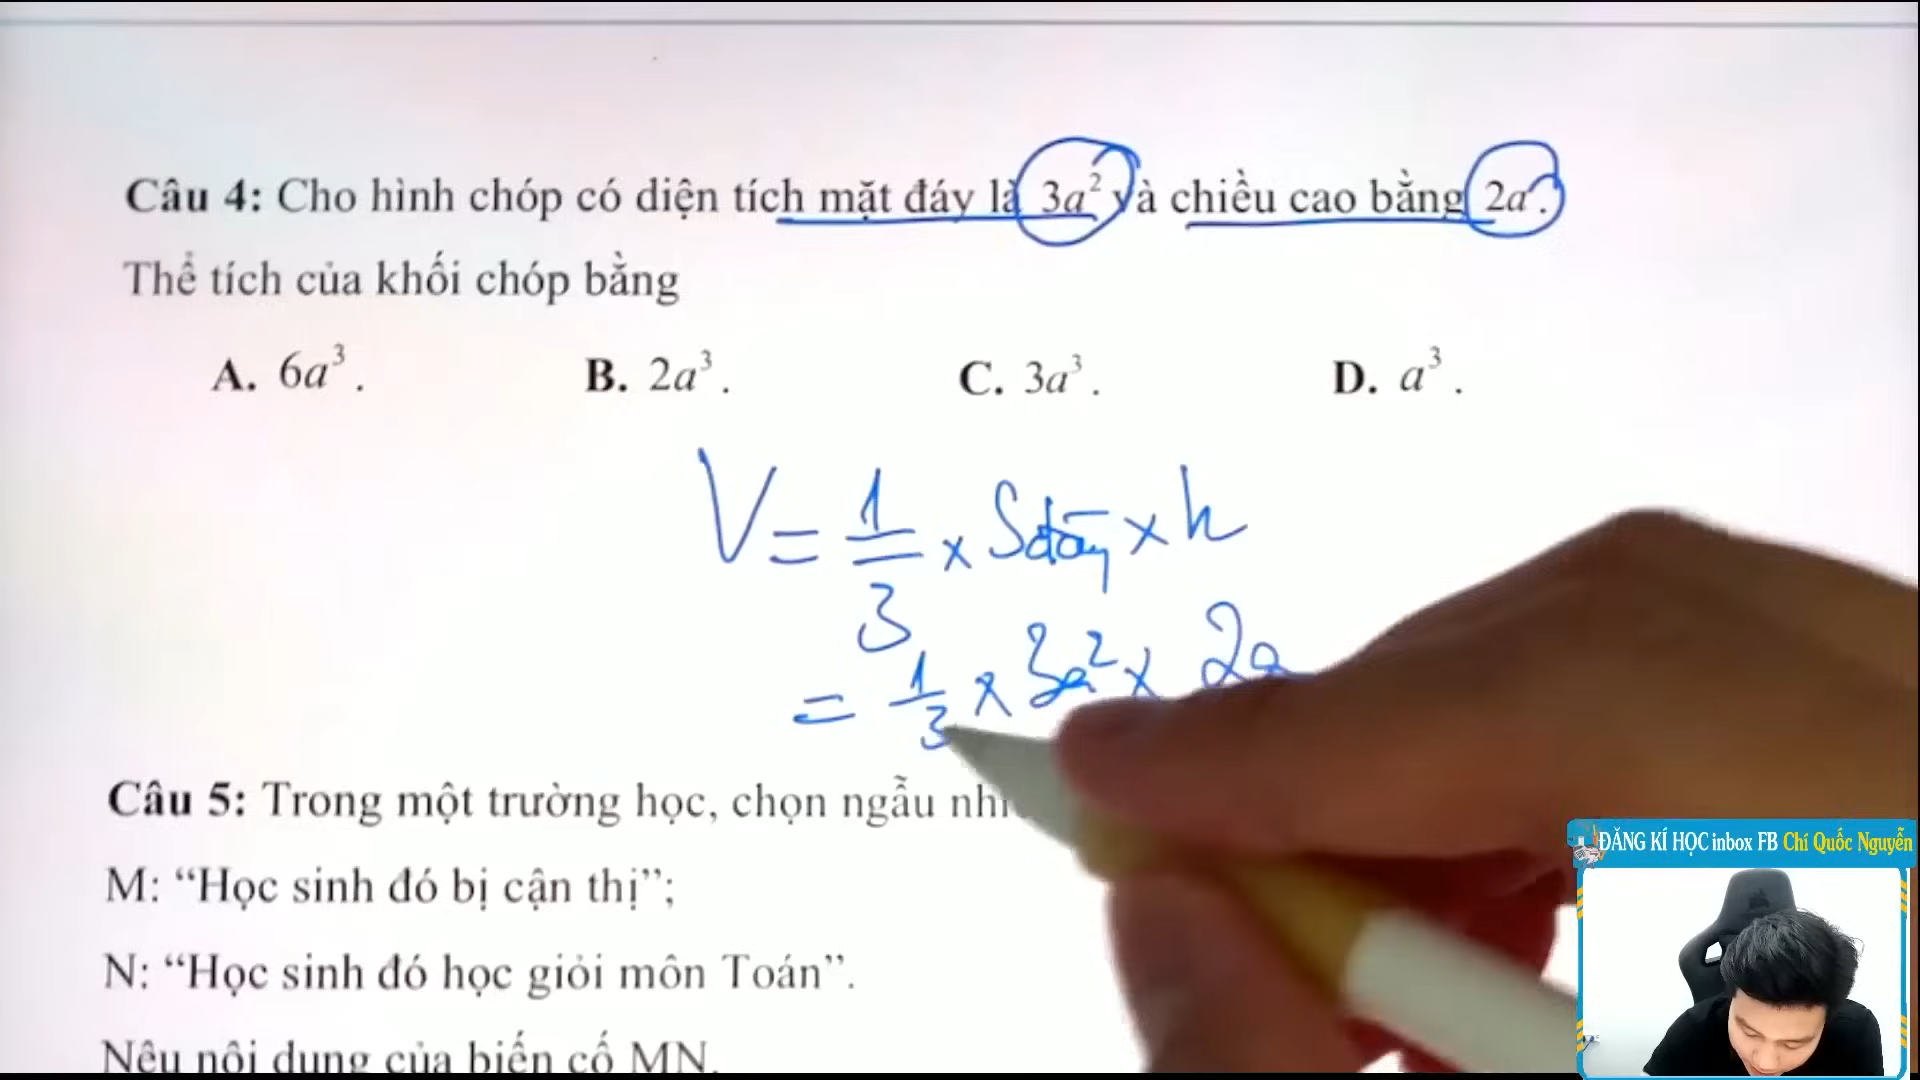 Câu 4: Cho hình chóp có diện tích mặt đáy là 3a² và chiều cao bằng 2a.
Thể tích của khối chóp bằng
A. 6a³. B. 2a³. C. 3a³. D. a³.
V = 1/3 × Sđáy × h
= 1/3 × 3a² × 2a
Câu 5: Trong một trường học, chọn ngẫu
M: “Học sinh đó bị cận thị”;
N: “Học sinh đó học giỏi môn Toán”.
Nêu nội dung của biến cố MN.
ĐĂNG KÍ HỌC inbox FB Chí Quốc Nguyễn